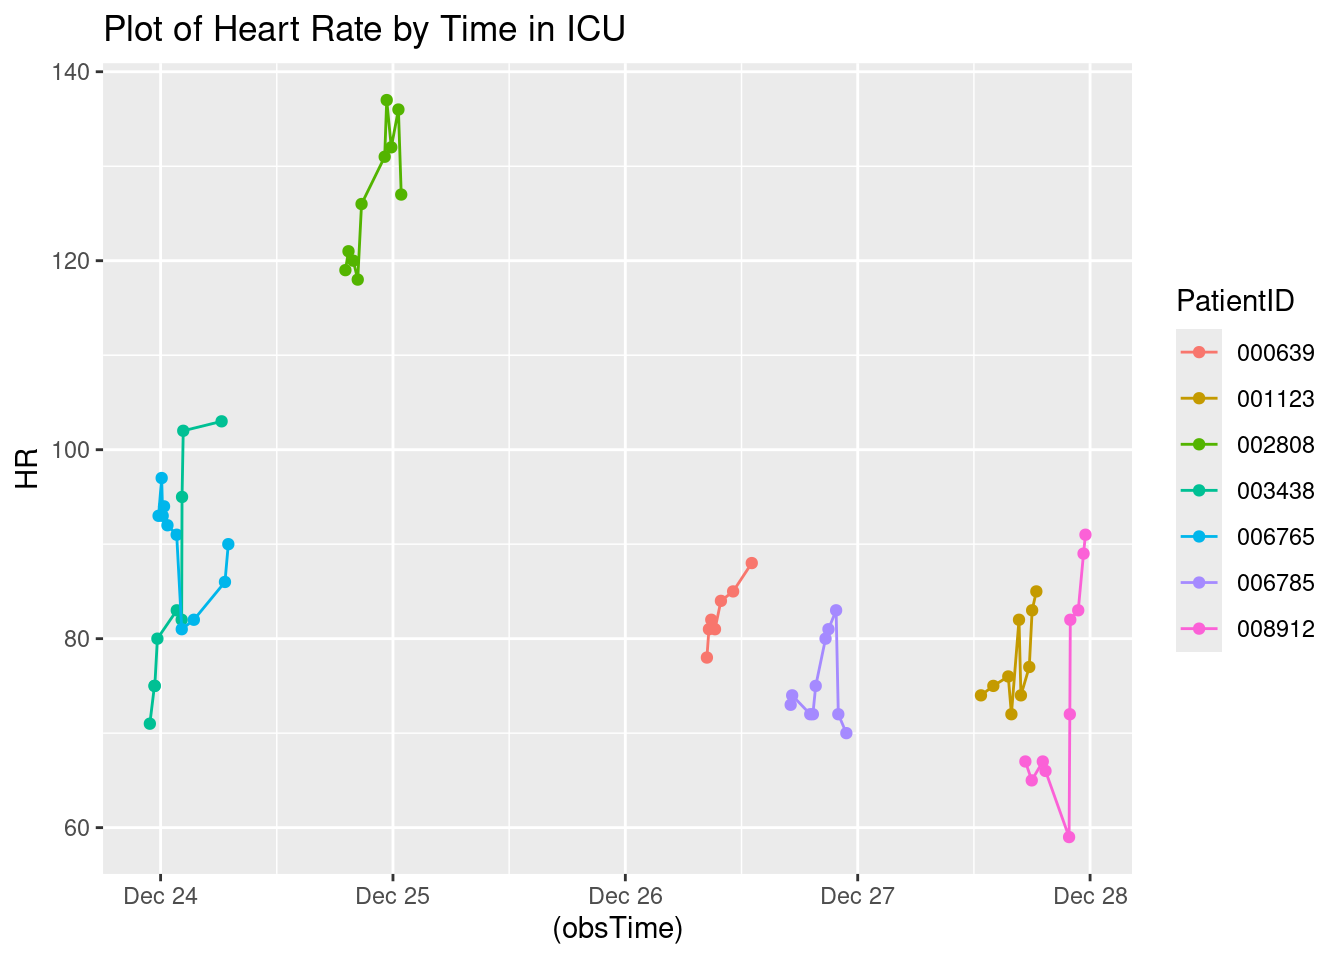 Plot of Heart Rate by Time in ICU
140
120
100
80
60
HR
Dec 24
Dec 25
Dec 26
Dec 27
Dec 28
(obsTime)
PatientID
000639
001123
002808
003438
006765
006785
008912